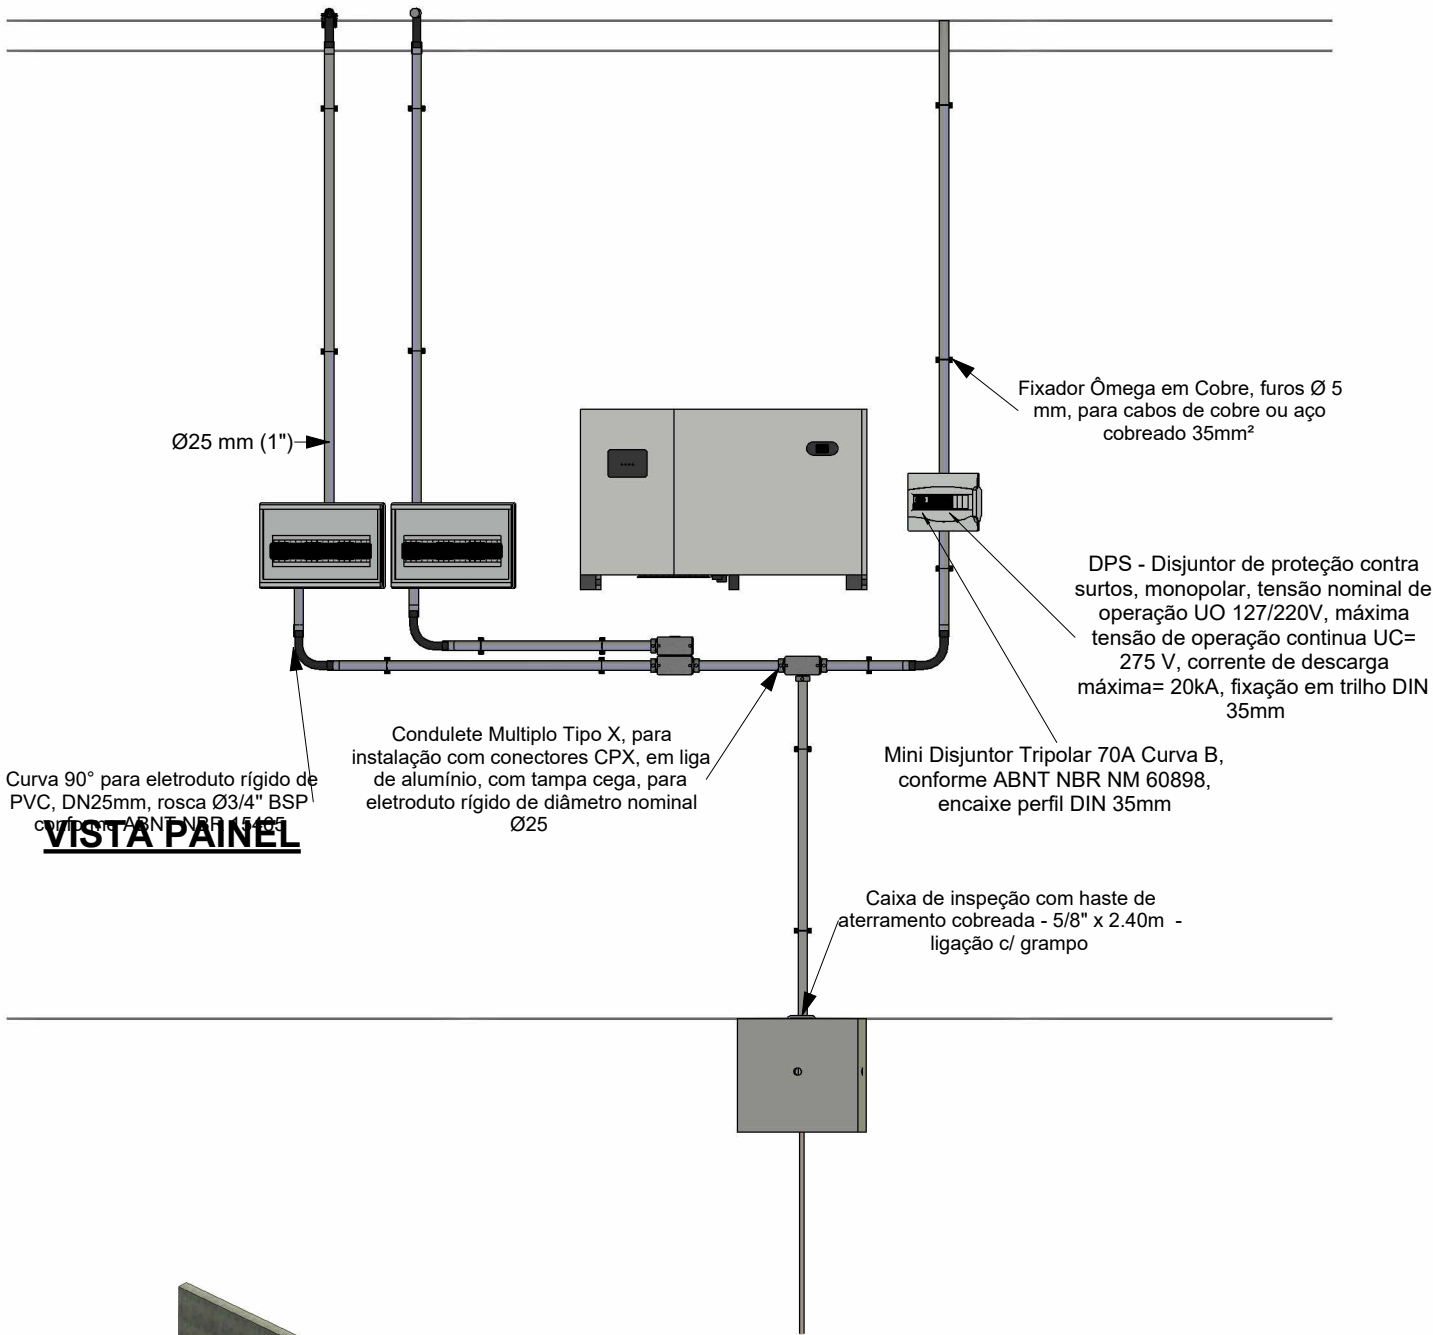 Fixador Ômega em Cobre, furos Ø 5
mm, para cabos de cobre ou aço
cobreado 35mm²
Ø25 mm (1")
DPS - Disjuntor de proteção contra
surtos, monopolar, tensão nominal de
operação UO 127/220V, máxima
tensão de operação continua UC=
275 V, corrente de descarga
máxima= 20kA, fixação em trilho DIN
35mm
Condulete Multiplo Tipo X, para
instalação com conectores CPX, em liga
de alumínio, com tampa cega, para
eletroduto rígido de diâmetro nominal
Ø25
Mini Disjuntor Tripolar 70A Curva B,
conforme ABNT NBR NM 60898,
encaixe perfil DIN 35mm
Curva 90° para eletroduto rígido de
PVC, DN25mm, rosca Ø3/4" BSP
conforme ABNT NBR 15465
VISTA PAINEL
Caixa de inspeção com haste de
aterramento cobreada - 5/8" x 2.40m -
ligação c/ grampo